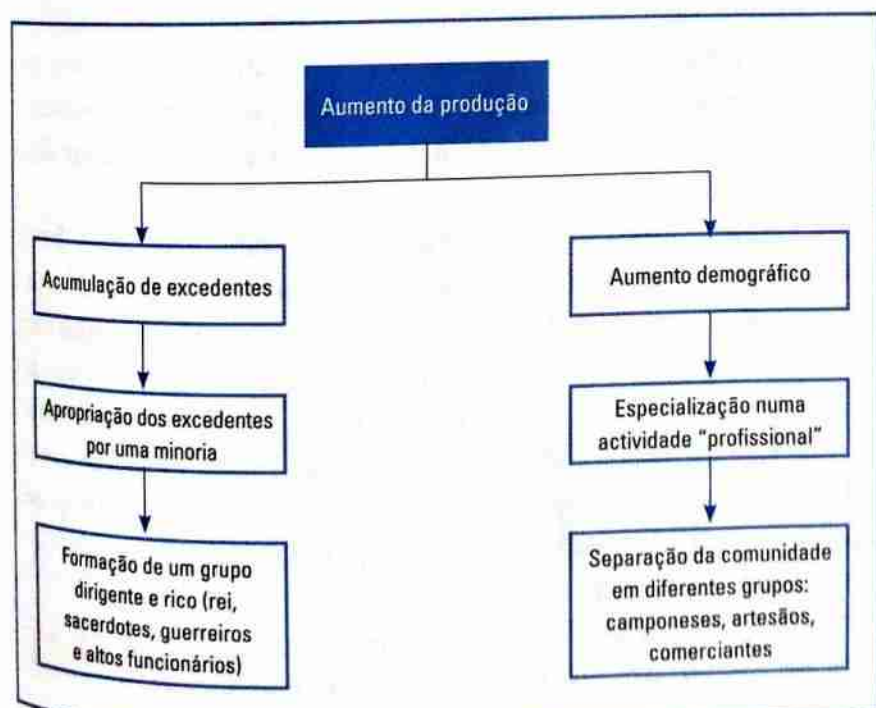 Aumento da produção
Acumulação de excedentes
Apropriação dos excedentes
por uma minoria
Formação de um grupo
dirigente e rico (rei,
sacerdotes, guerreiros
e altos funcionários)
Aumento demográfico
Especialização numa
actividade “profissional”
Separação da comunidade
em diferentes grupos:
camponeses, artesãos,
comerciantes